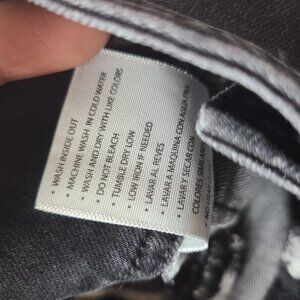 • WASH INSIDE OUT
• MACHINE WASH IN COLD WATER
• WASH AND DRY WITH LIKE COLORS
• DO NOT BLEACH
• TUMBLE DRY LOW
• LOW IRON IF NEEDED
• LAVAR AL REVES
• LAVAR A MAQUINA CON AGUA
• LAVAR Y SECAR CON
COLORES